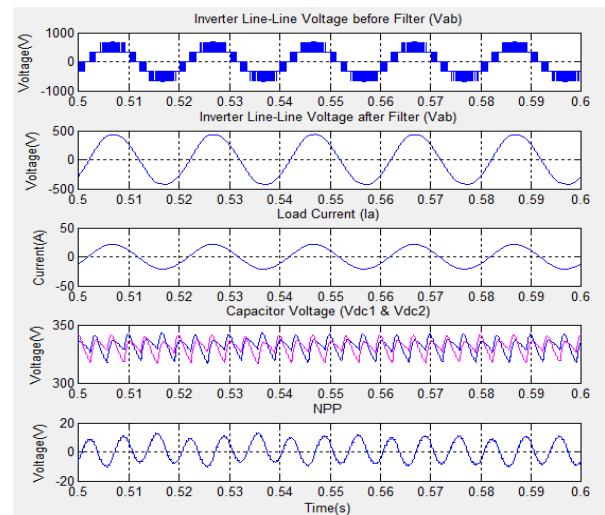 Inverter Line-Line Voltage before Filter (Vab)
Voltage(V)
1000
0
-1000
0.5 0.51 0.52 0.53 0.54 0.55 0.56 0.57 0.58 0.59 0.6
Inverter Line-Line Voltage after Filter (Vab)
Voltage(V)
500
0
-500
0.5 0.51 0.52 0.53 0.54 0.55 0.56 0.57 0.58 0.59 0.6
Load Current (Ia)
Current(A)
50
0
-50
0.5 0.51 0.52 0.53 0.54 0.55 0.56 0.57 0.58 0.59 0.6
Capacitor Voltage (Vdc1 & Vdc2)
Voltage(V)
350
300
0.5 0.51 0.52 0.53 0.54 0.55 0.56 0.57 0.58 0.59 0.6
NPP
Voltage(V)
20
0
-20
0.5 0.51 0.52 0.53 0.54 0.55 0.56 0.57 0.58 0.59 0.6
Time(s)